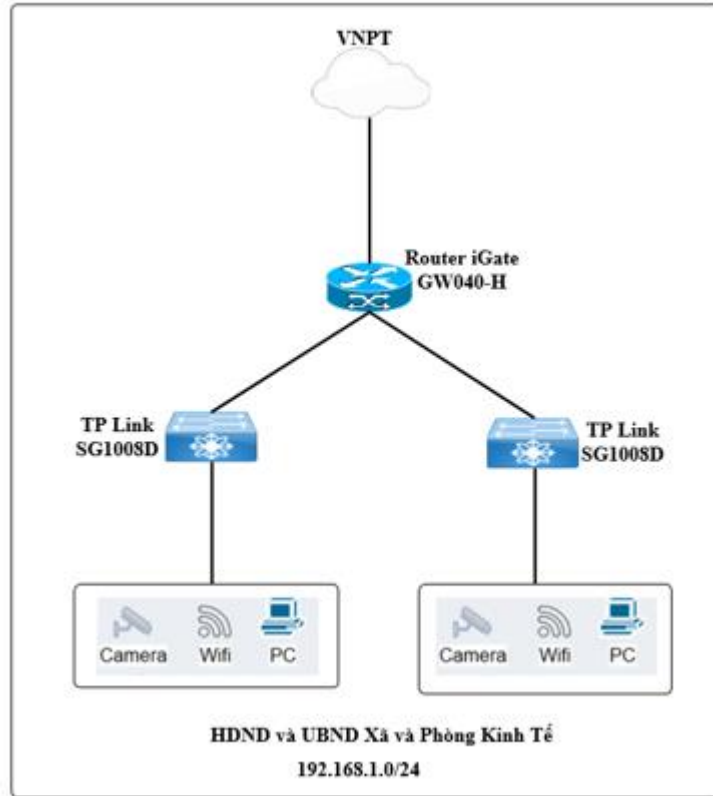 VNPT
Router iGate
GW040-H
TP Link
SG1008D
TP Link
SG1008D
Camera Wifi PC
Camera Wifi PC
HDND và UBND Xã và Phòng Kinh Tế
192.168.1.0/24